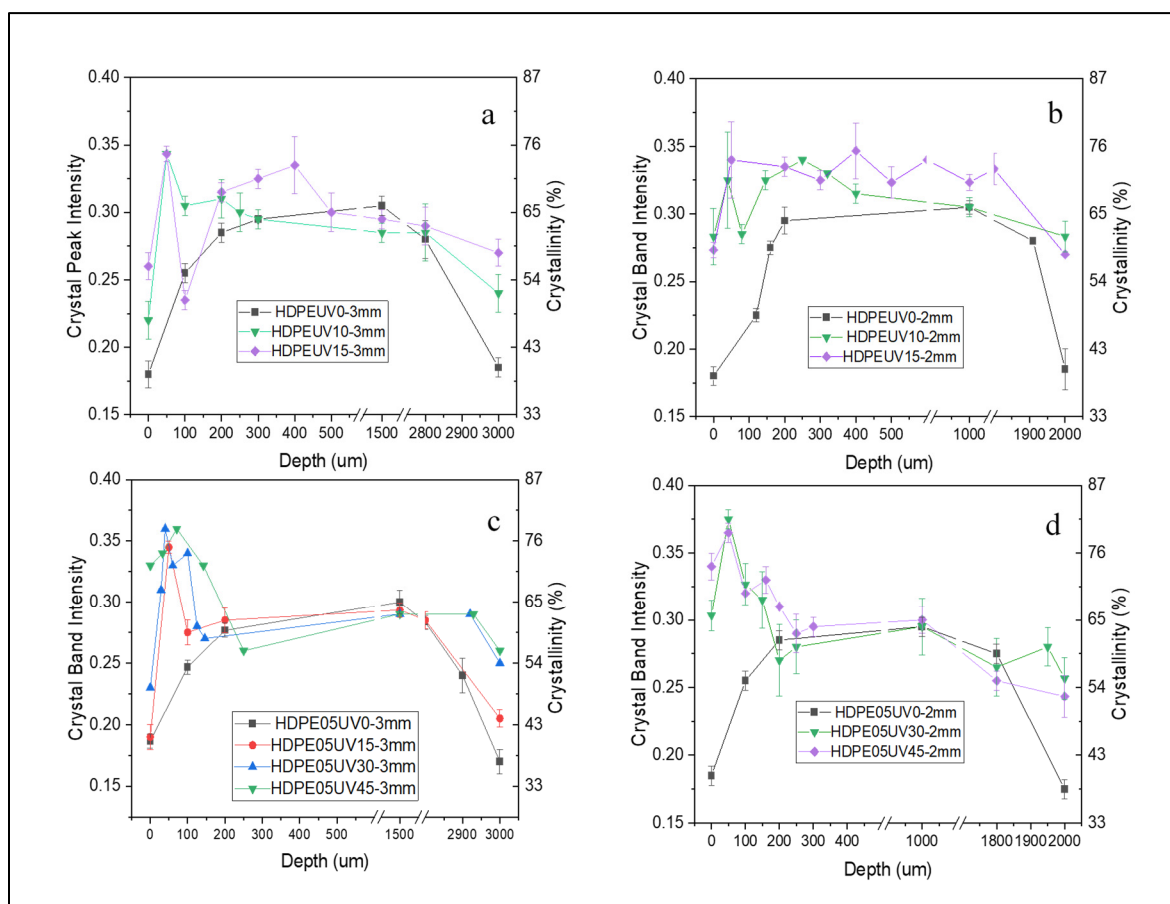 a
0.40
0.35
0.30
0.25
0.20
0.15
Crystal Peak Intensity
87
76
65
54
43
33
Crystallinity (%)
HDPEUV0-3mm
HDPEUV10-3mm
HDPEUV15-3mm
0 100 200 300 400 500 1500 2800 2900 3000
Depth (um)
b
0.40
0.35
0.30
0.25
0.20
0.15
Crystal Band Intensity
87
76
65
54
43
33
Crystallinity (%)
HDPEUV0-2mm
HDPEUV10-2mm
HDPEUV15-2mm
0 100 200 300 400 500 1000 1900 2000
Depth (um)
c
0.40
0.35
0.30
0.25
0.20
0.15
Crystal Band Intensity
87
76
65
54
43
33
Crystallinity (%)
HDPE05UV0-3mm
HDPE05UV15-3mm
HDPE05UV30-3mm
HDPE05UV45-3mm
0 100 200 300 400 500 1500 2900 3000
Depth (um)
d
0.40
0.35
0.30
0.25
0.20
0.15
Crystal Band Intensity
87
76
65
54
43
33
Crystallinity (%)
HDPE05UV0-2mm
HDPE05UV30-2mm
HDPE05UV45-2mm
0 100 200 300 400 1000 1800 1900 2000
Depth (um)